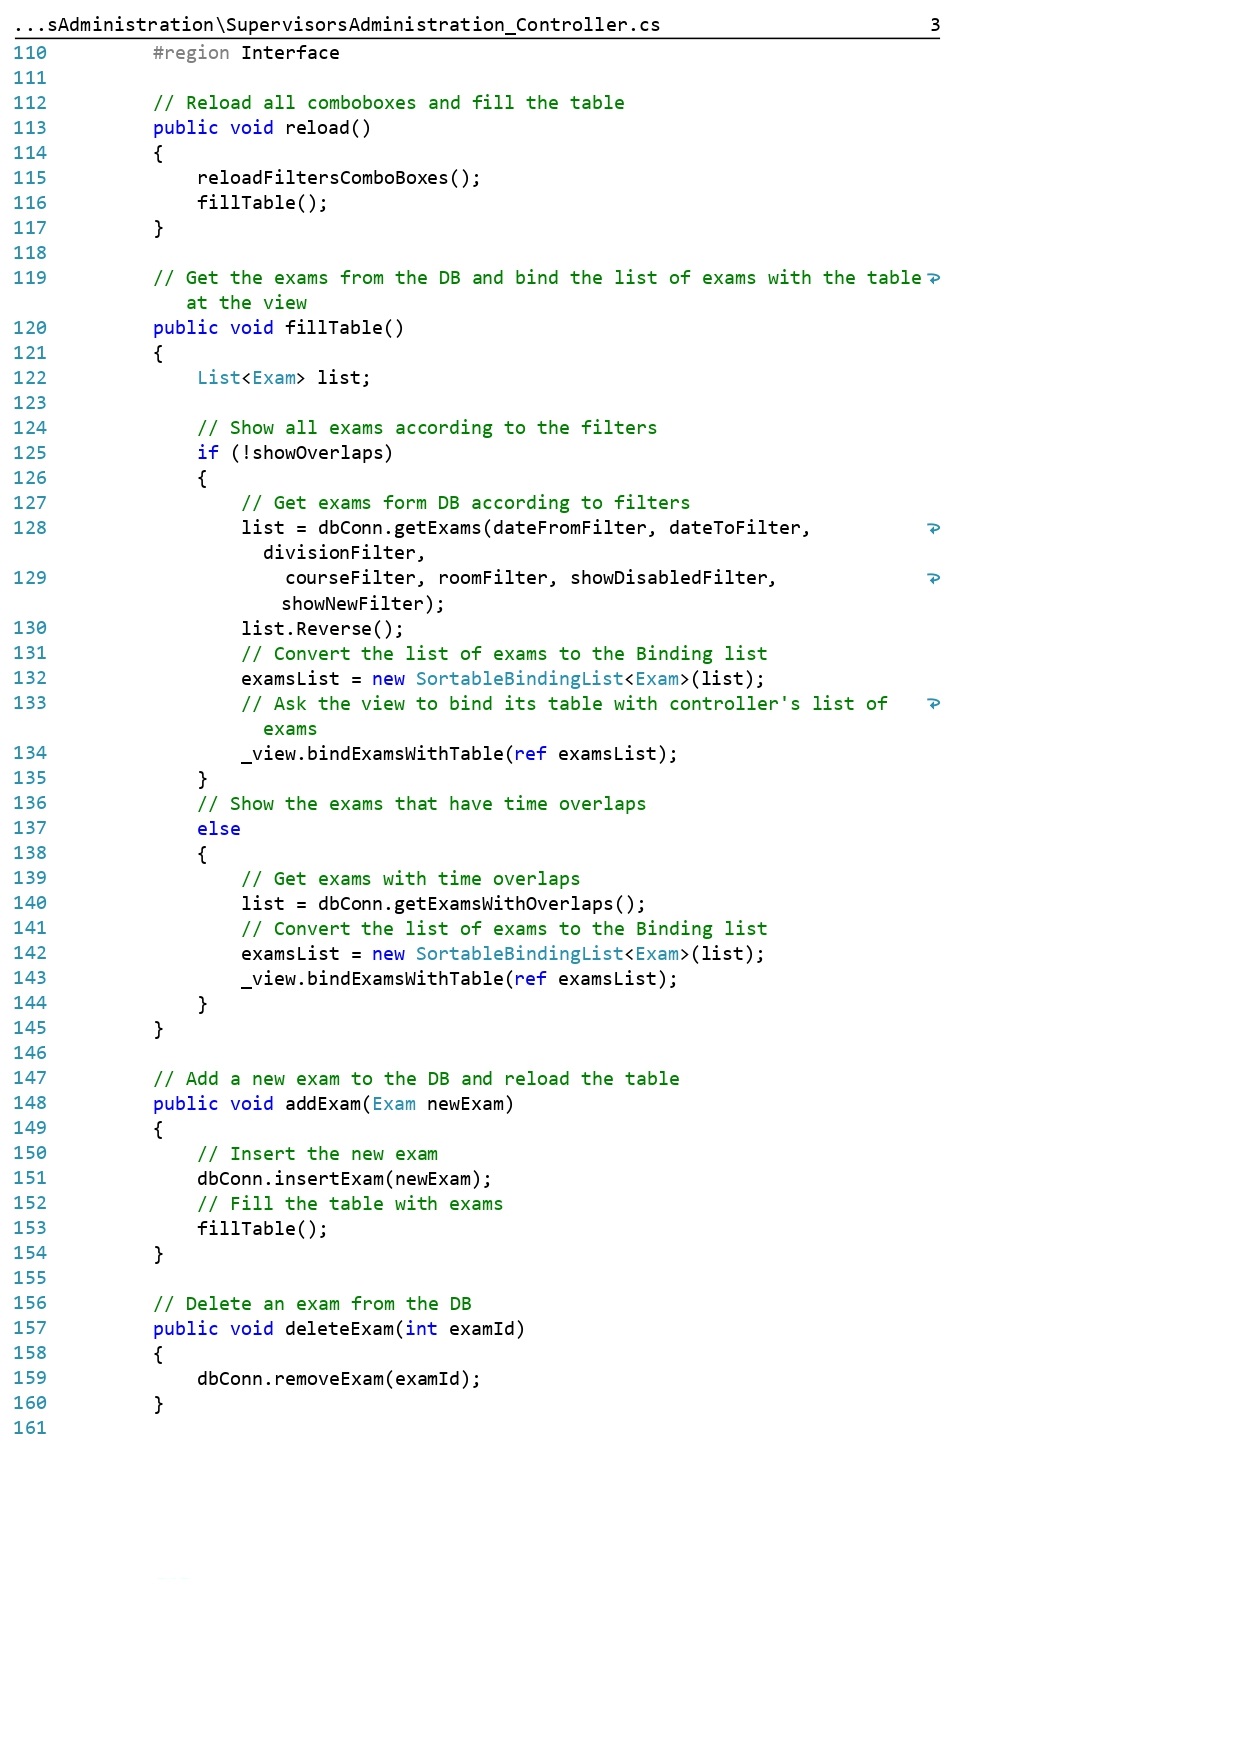 ...sAdministration\SupervisorsAdministration_Controller.cs 3
110 #region Interface
111
112 // Reload all comboboxes and fill the table
113 public void reload()
114 {
115 reloadFiltersComboBoxes();
116 fillTable();
117 }
118
119 // Get the exams from the DB and bind the list of exams with the table
at the view
120 public void fillTable()
121 {
122 List<Exam> list;
123
124 // Show all exams according to the filters
125 if (!showOverlaps)
126 {
127 // Get exams form DB according to filters
128 list = dbConn.getExams(dateFromFilter, dateToFilter,
divisionFilter,
129 courseFilter, roomFilter, showDisabledFilter,
showNewFilter);
130 list.Reverse();
131 // Convert the list of exams to the Binding list
132 examsList = new SortableBindingList<Exam>(list);
133 // Ask the view to bind its table with controller's list of
exams
134 _view.bindExamsWithTable(ref examsList);
135 }
136 // Show the exams that have time overlaps
137 else
138 {
139 // Get exams with time overlaps
140 list = dbConn.getExamsWithOverlaps();
141 // Convert the list of exams to the Binding list
142 examsList = new SortableBindingList<Exam>(list);
143 _view.bindExamsWithTable(ref examsList);
144 }
145 }
146
147 // Add a new exam to the DB and reload the table
148 public void addExam(Exam newExam)
149 {
150 // Insert the new exam
151 dbConn.insertExam(newExam);
152 // Fill the table with exams
153 fillTable();
154 }
155
156 // Delete an exam from the DB
157 public void deleteExam(int examId)
158 {
159 dbConn.removeExam(examId);
160 }
161